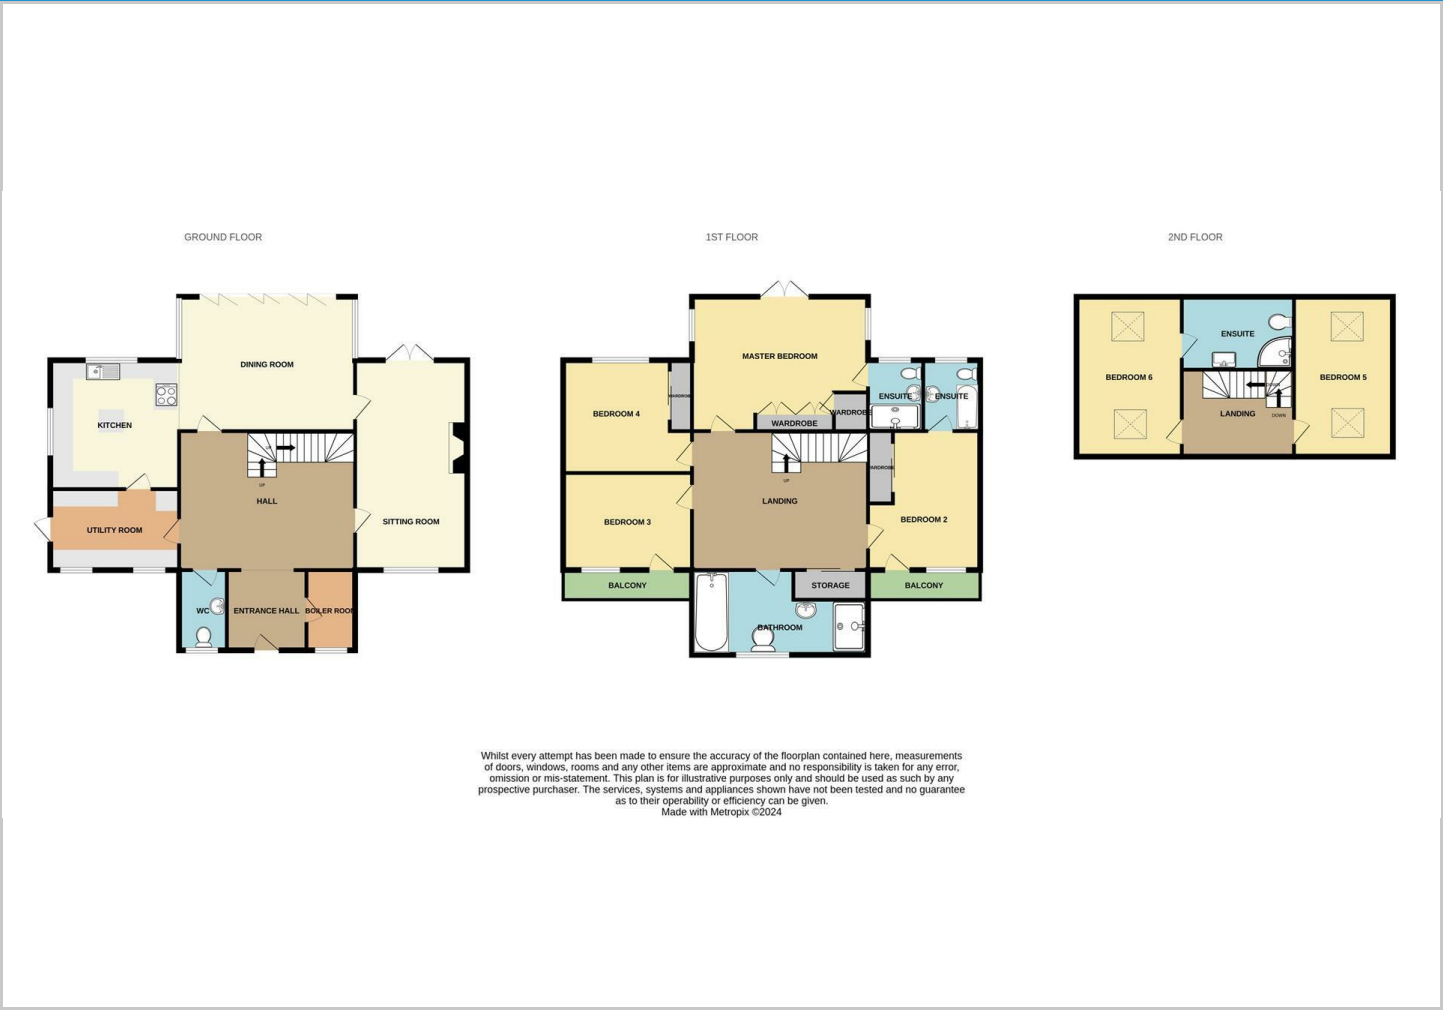 GROUND FLOOR
DINING ROOM
KITCHEN
UP
UP
HALL
SITTING ROOM
UTILITY ROOM
WC
ENTRANCE HALL
BOILER ROOM
1ST FLOOR
MASTER BEDROOM
WARDROBE
ENSUITE
ENSUITE
BEDROOM 4
WARDROBE
WARDROBE
WARDROBE
UP
LANDING
BEDROOM 3
BEDROOM 2
BALCONY
STORAGE
BALCONY
BATHROOM
2ND FLOOR
ENSUITE
BEDROOM 6
BEDROOM 5
DOWN
DOWN
LANDING
Whilst every attempt has been made to ensure the accuracy of the floorplan contained here, measurements
of doors, windows, rooms and any other items are approximate and no responsibility is taken for any error,
omission or mis-statement. This plan is for illustrative purposes only and should be used as such by any
prospective purchaser. The services, systems and appliances shown have not been tested and no guarantee
as to their operability or efficiency can be given.
Made with Metropix ©2024